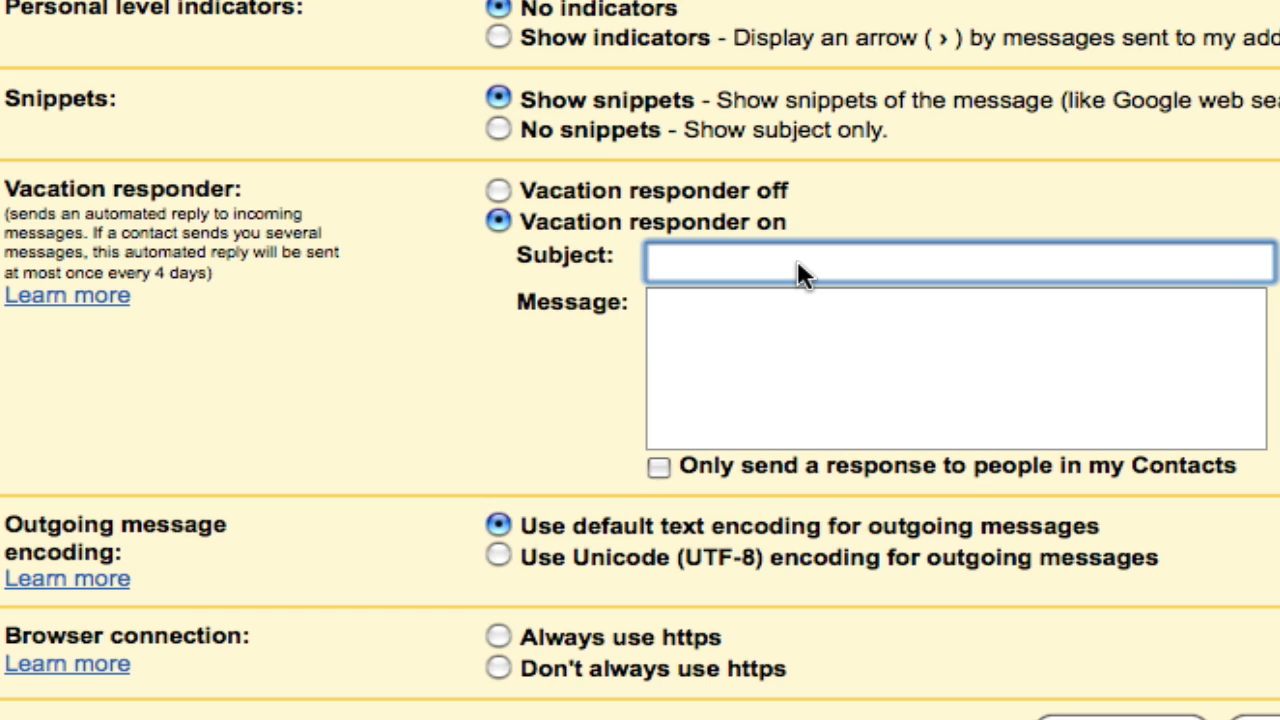 Personal level indicators:
No indicators
Show indicators - Display an arrow ( › ) by messages sent to my add
Snippets:
Show snippets - Show snippets of the message (like Google web sea
No snippets - Show subject only.
Vacation responder:
(sends an automated reply to incoming
messages. If a contact sends you several
messages, this automated reply will be sent
at most once every 4 days)
Learn more
Vacation responder off
Vacation responder on
Subject:
Message:
Only send a response to people in my Contacts
Outgoing message
encoding:
Learn more
Use default text encoding for outgoing messages
Use Unicode (UTF-8) encoding for outgoing messages
Browser connection:
Learn more
Always use https
Don't always use https